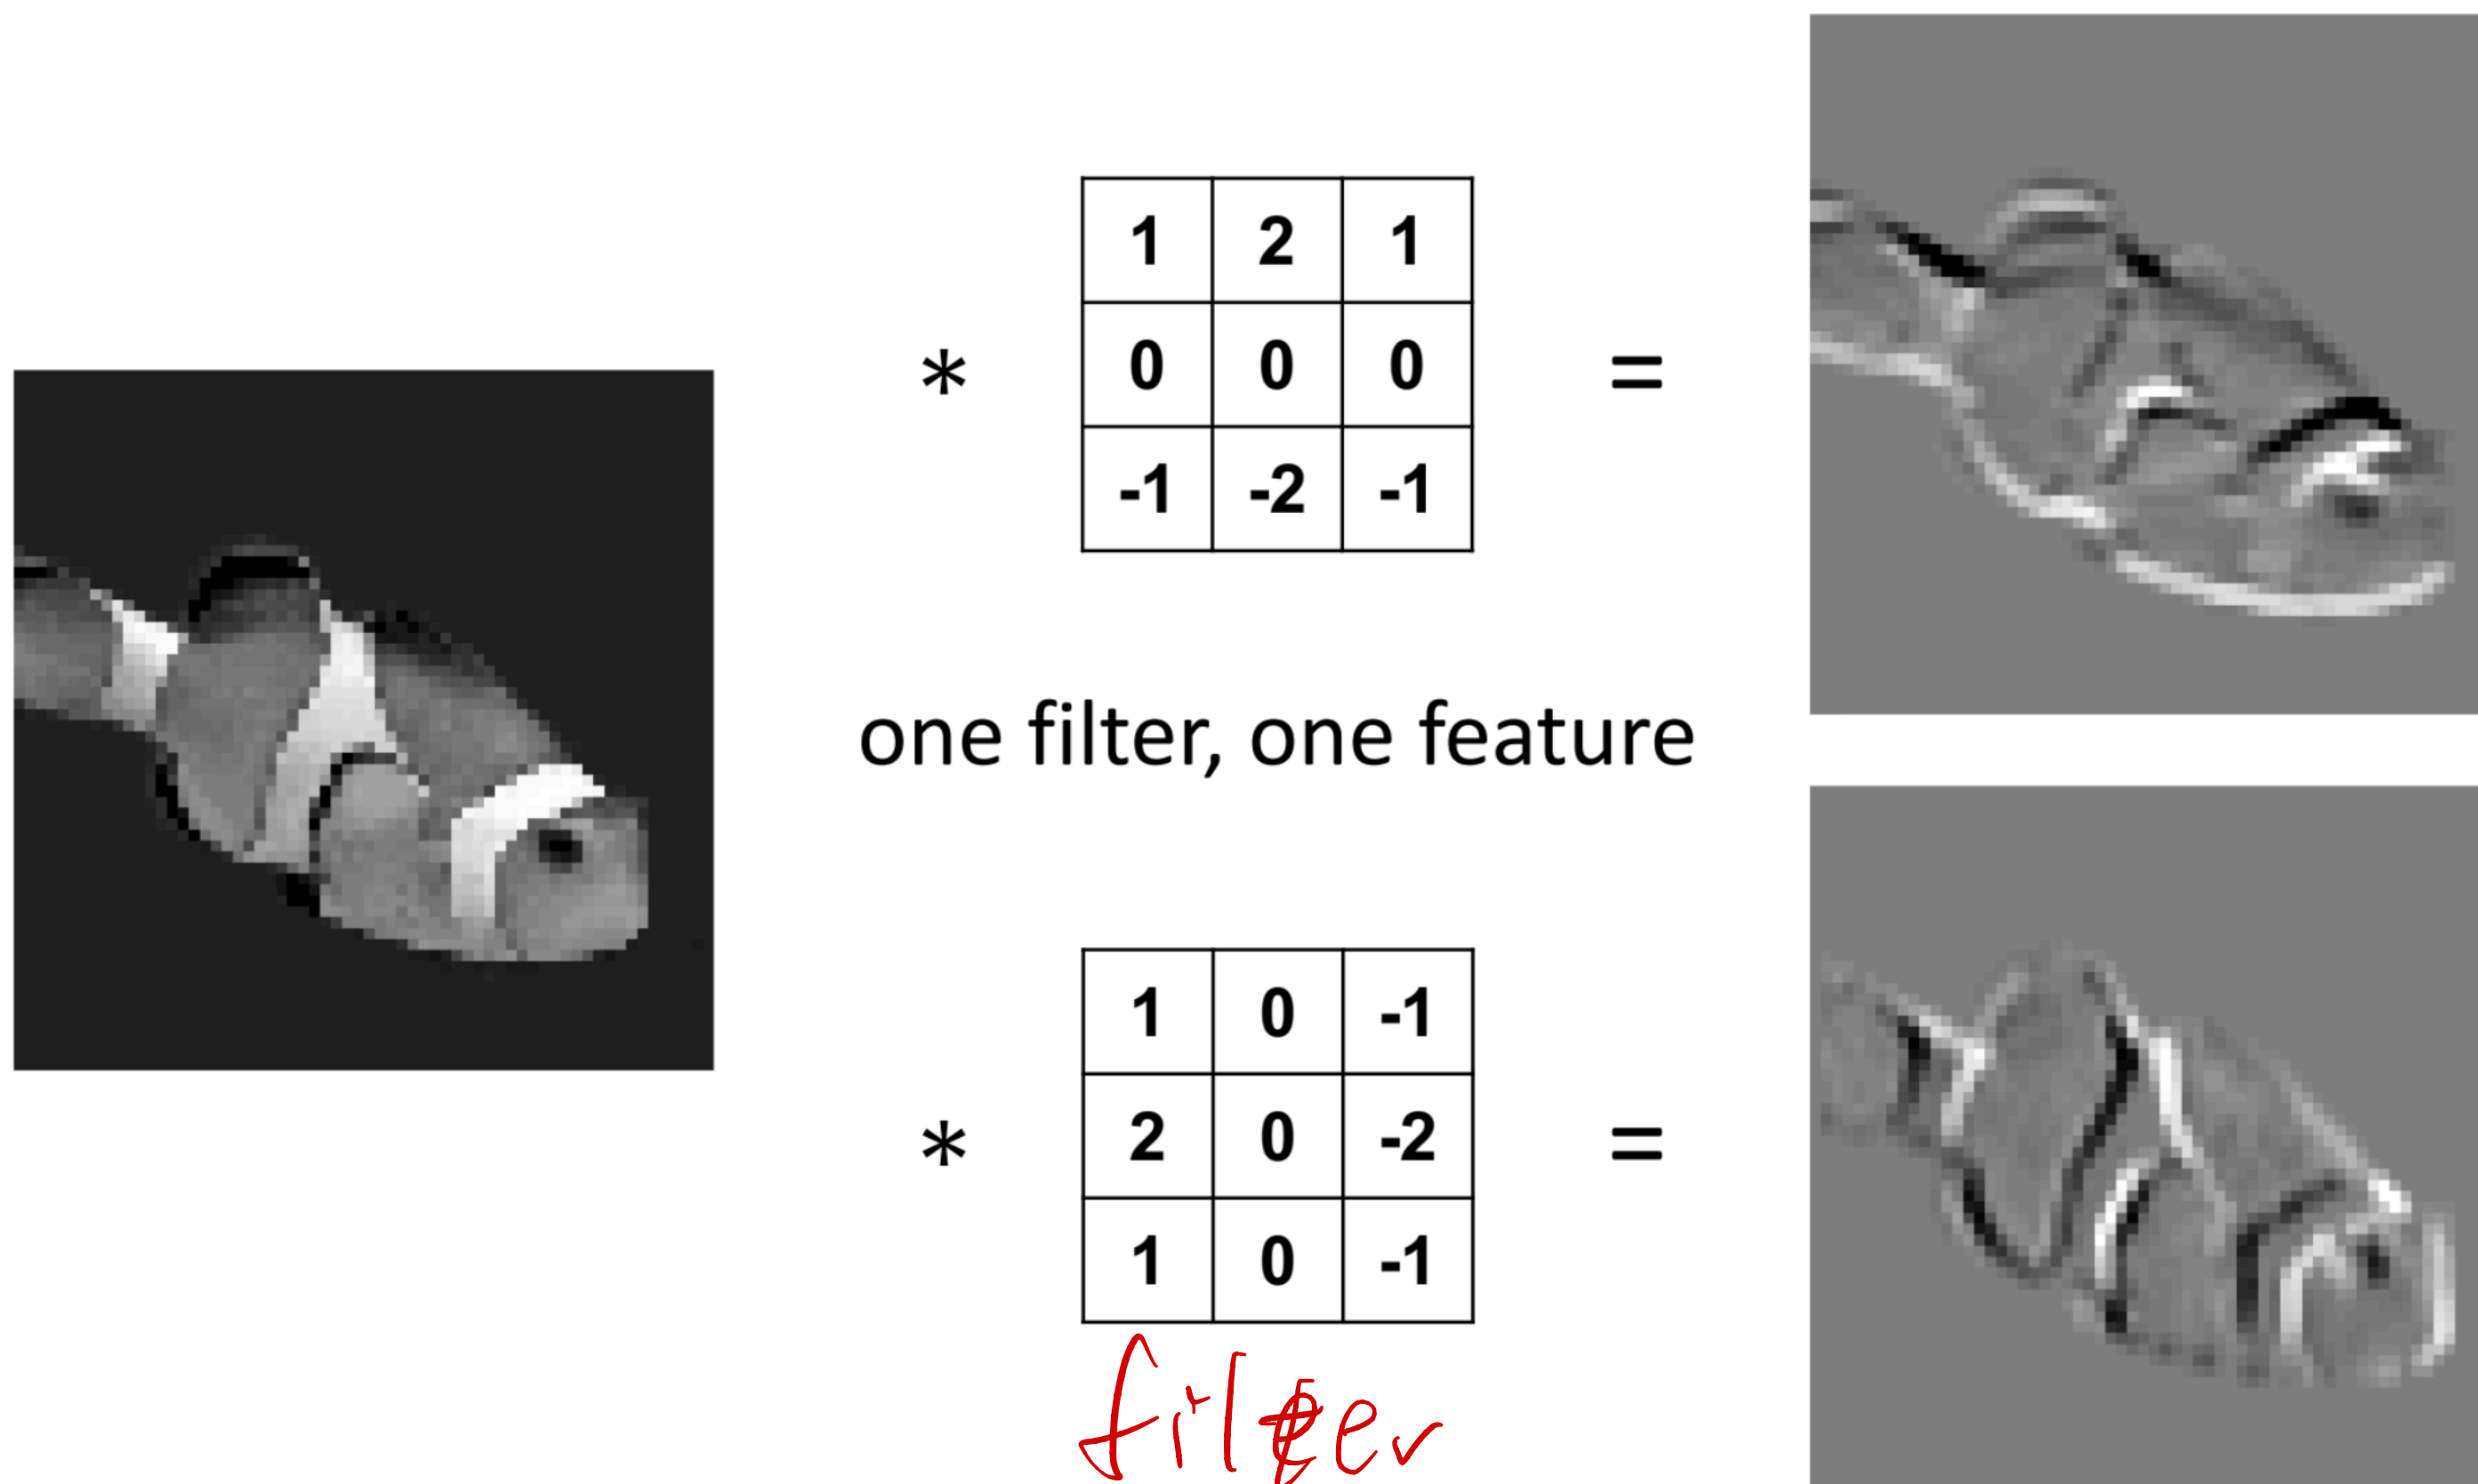 1 2 1
* 0 0 0 =
-1 -2 -1
one filter, one feature
1 0 -1
* 2 0 -2 =
1 0 -1
filter